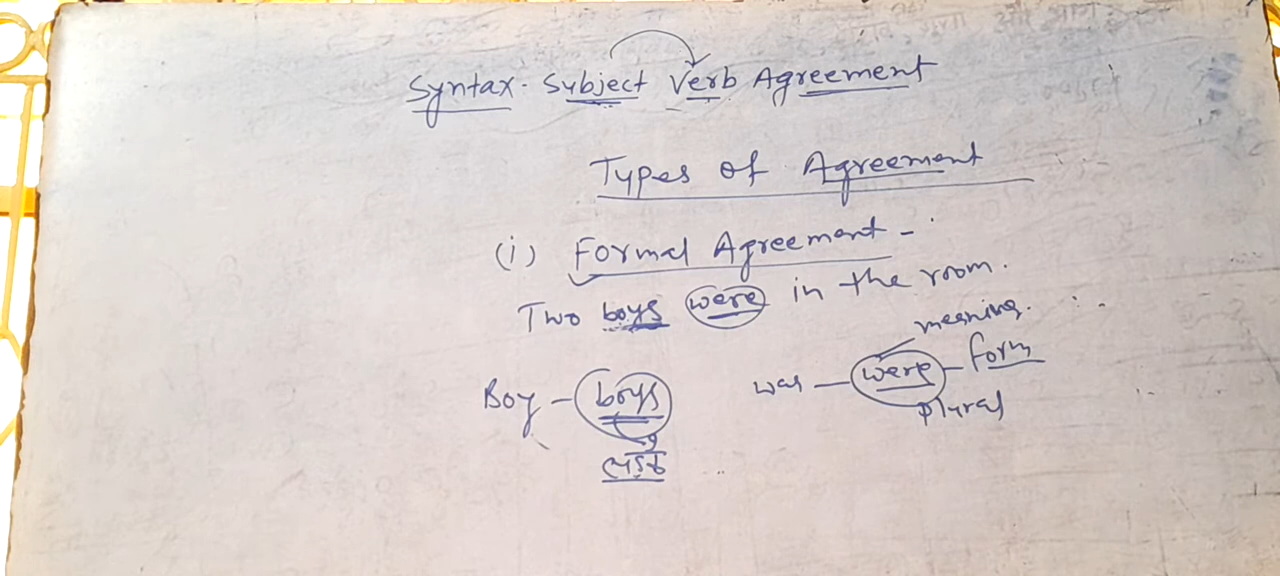 Syntax. Subject Verb Agreement
Types of Agreement
(i) Formal Agreement -
Two boys were in the room.
meaning.
Boy - boys was - were - form
plural
लड़के